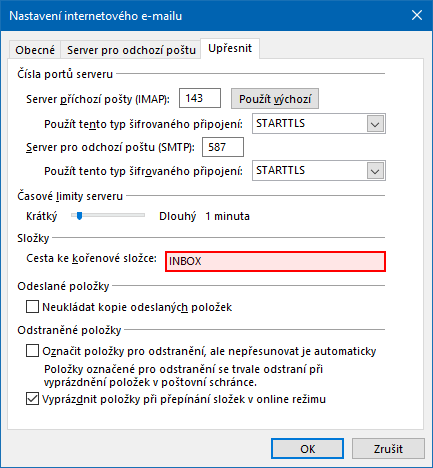 Nastavení internetového e-mailu
Obecné Server pro odchozí poštu Upřesnit
Čísla portů serveru
Server příchozí pošty (IMAP): 143 Použít výchozí
Použít tento typ šifrovaného připojení: STARTTLS
Server pro odchozí poštu (SMTP): 587
Použít tento typ šifrovaného připojení: STARTTLS
Časové limity serveru
Krátký Dlouhý 1 minuta
Složky
Cesta ke kořenové složce: INBOX
Odeslané položky
Neukládat kopie odeslaných položek
Odstraněné položky
Označit položky pro odstranění, ale nepřesunovat je automaticky
Položky označené pro odstranění se trvale odstraní při
vyprázdnění položek v poštovní schránce.
Vyprázdnit položky při přepínání složek v online režimu
OK Zrušit